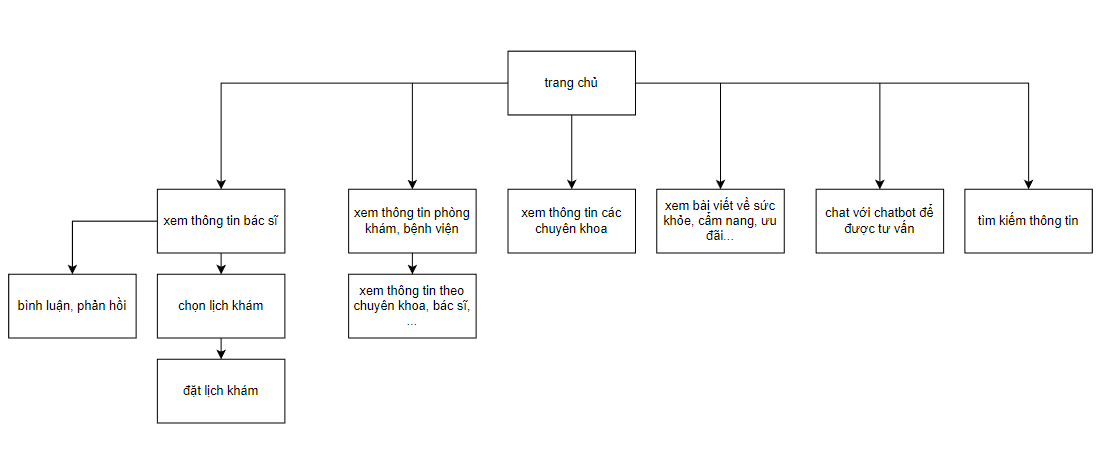 trang chủ
xem thông tin bác sĩ
xem thông tin phòng
khám, bệnh viện
xem thông tin các
chuyên khoa
xem bài viết về sức
khỏe, cẩm nang, ưu
đãi...
chat với chatbot để
được tư vấn
tìm kiếm thông tin
bình luận, phản hồi
chọn lịch khám
xem thông tin theo
chuyên khoa, bác sĩ,
...
đặt lịch khám